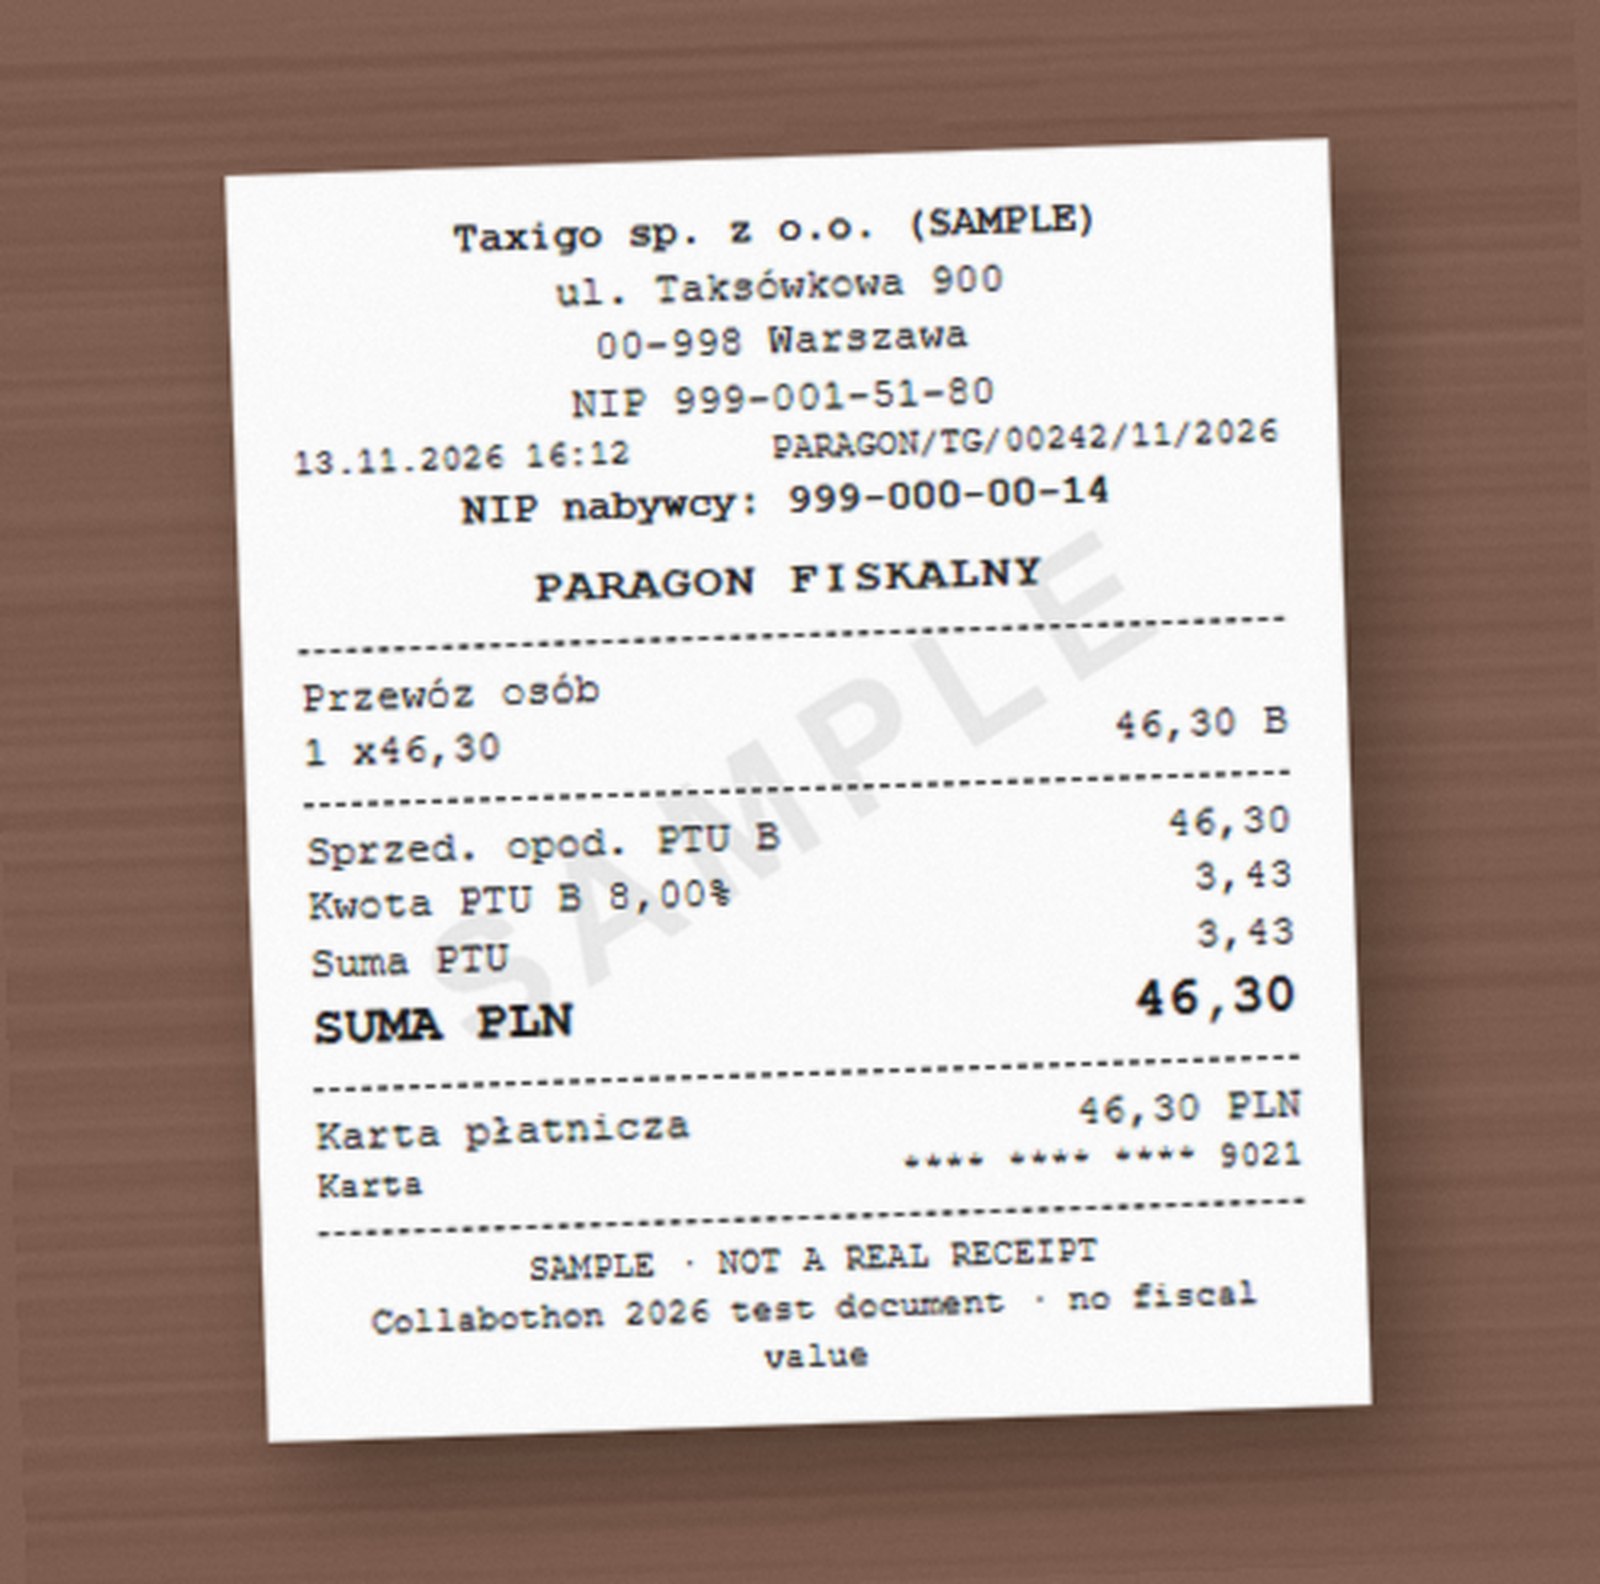 Taxigo sp. z o.o. (SAMPLE)
ul. Taksówkowa 900
00-998 Warszawa
NIP 999-001-51-80
13.11.2026 16:12 PARAGON/TG/00242/11/2026
NIP nabywcy: 999-000-00-14
PARAGON FISKALNY
Przewóz osób
1 x46,30 46,30 B
Sprzed. opod. PTU B 46,30
Kwota PTU B 8,00% 3,43
Suma PTU 3,43
SUMA PLN 46,30
Karta płatnicza 46,30 PLN
Karta **** **** **** 9021
SAMPLE · NOT A REAL RECEIPT
Collabothon 2026 test document · no fiscal
value
SAMPLE